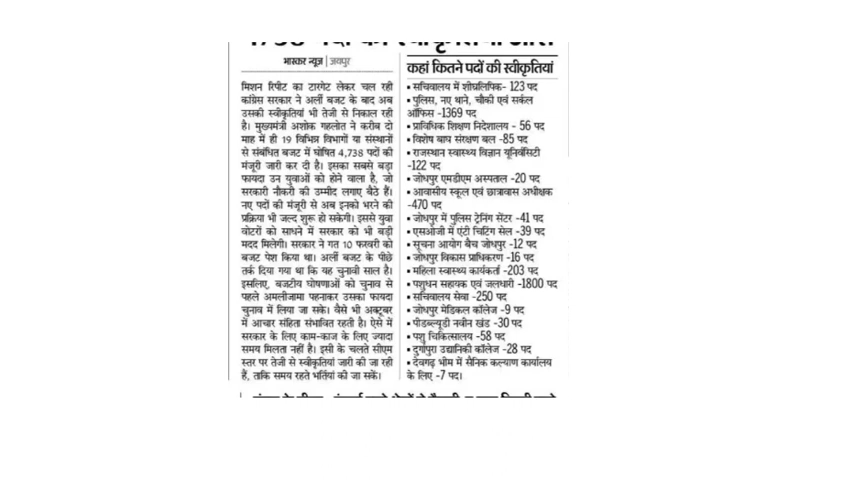 4738 पदों की स्वीकृतियां जारी
भास्कर न्यूज | जयपुर
मिशन रिपीट का टारगेट लेकर चल रही
कांग्रेस सरकार ने अर्ली बजट के बाद अब
उसकी स्वीकृतियां भी तेजी से निकाल रही
है। मुख्यमंत्री अशोक गहलोत ने करीब दो
माह में ही 19 विभिन्न विभागों या संस्थानों
से संबंधित बजट में घोषित 4,738 पदों की
मंजूरी जारी कर दी है। इसका सबसे बड़ा
फायदा उन युवाओं को होने वाला है, जो
सरकारी नौकरी की उम्मीद लगाए बैठे हैं।
नए पदों की मंजूरी से अब इनको भरने की
प्रक्रिया भी जल्द शुरू हो सकेगी। इससे युवा
वोटरों को साधने में सरकार को भी बड़ी
मदद मिलेगी। सरकार ने गत 10 फरवरी को
बजट पेश किया था। अर्ली बजट के पीछे
तर्क दिया गया था कि यह चुनावी साल है।
इसलिए, बजटीय घोषणाओं को चुनाव से
पहले अमलीजामा पहनाकर उसका फायदा
चुनाव में लिया जा सके। वैसे भी अक्टूबर
में आचार संहिता संभावित रहती है। ऐसे में
सरकार के लिए काम-काज के लिए ज्यादा
समय मिलता नहीं है। इसी के चलते सीएम
स्तर पर तेजी से स्वीकृतियां जारी की जा रही
हैं, ताकि समय रहते भर्तियां की जा सकें।
कहां कितने पदों की स्वीकृतियां
▪ सचिवालय में शीघ्रलिपिक- 123 पद
▪ पुलिस, नए थाने, चौकी एवं सर्कल
ऑफिस -1369 पद
▪ प्राविधिक शिक्षण निदेशालय - 56 पद
▪ विशेष बाघ संरक्षण बल -85 पद
▪ राजस्थान स्वास्थ्य विज्ञान यूनिवर्सिटी
-122 पद
▪ जोधपुर एमडीएम अस्पताल -20 पद
▪ आवासीय स्कूल एवं छात्रावास अधीक्षक
-470 पद
▪ जोधपुर में पुलिस ट्रेनिंग सेंटर -41 पद
▪ एसओजी में एंटी चिटिंग सेल -39 पद
▪ सूचना आयोग बैंच जोधपुर -12 पद
▪ जोधपुर विकास प्राधिकरण -16 पद
▪ महिला स्वास्थ्य कार्यकर्ता -203 पद
▪ पशुधन सहायक एवं जलधारी -1800 पद
▪ सचिवालय सेवा -250 पद
▪ जोधपुर मेडिकल कॉलेज -9 पद
▪ पीडब्ल्यूडी नवीन खंड -30 पद
▪ पशु चिकित्सालय -58 पद
▪ दुर्गापुरा उद्यानिकी कॉलेज -28 पद
▪ देवगढ़ भीम में सैनिक कल्याण कार्यालय
के लिए -7 पद।